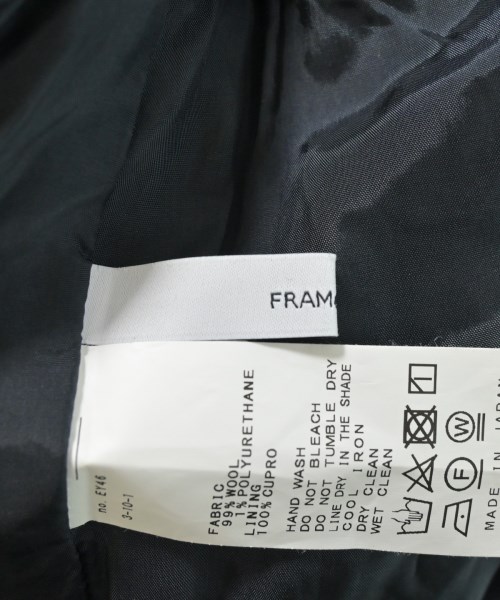 FRAM
no. EY46
3-10-1
FABRIC
99% WOOL
1% POLYURETHANE
LINING
100% CUPRO
HAND WASH
DO NOT BLEACH
DO NOT TUMBLE DRY
LINE DRY IN THE SHADE
COOL IRON
DRY CLEAN
WET CLEAN
F
W
MADE IN JAPAN